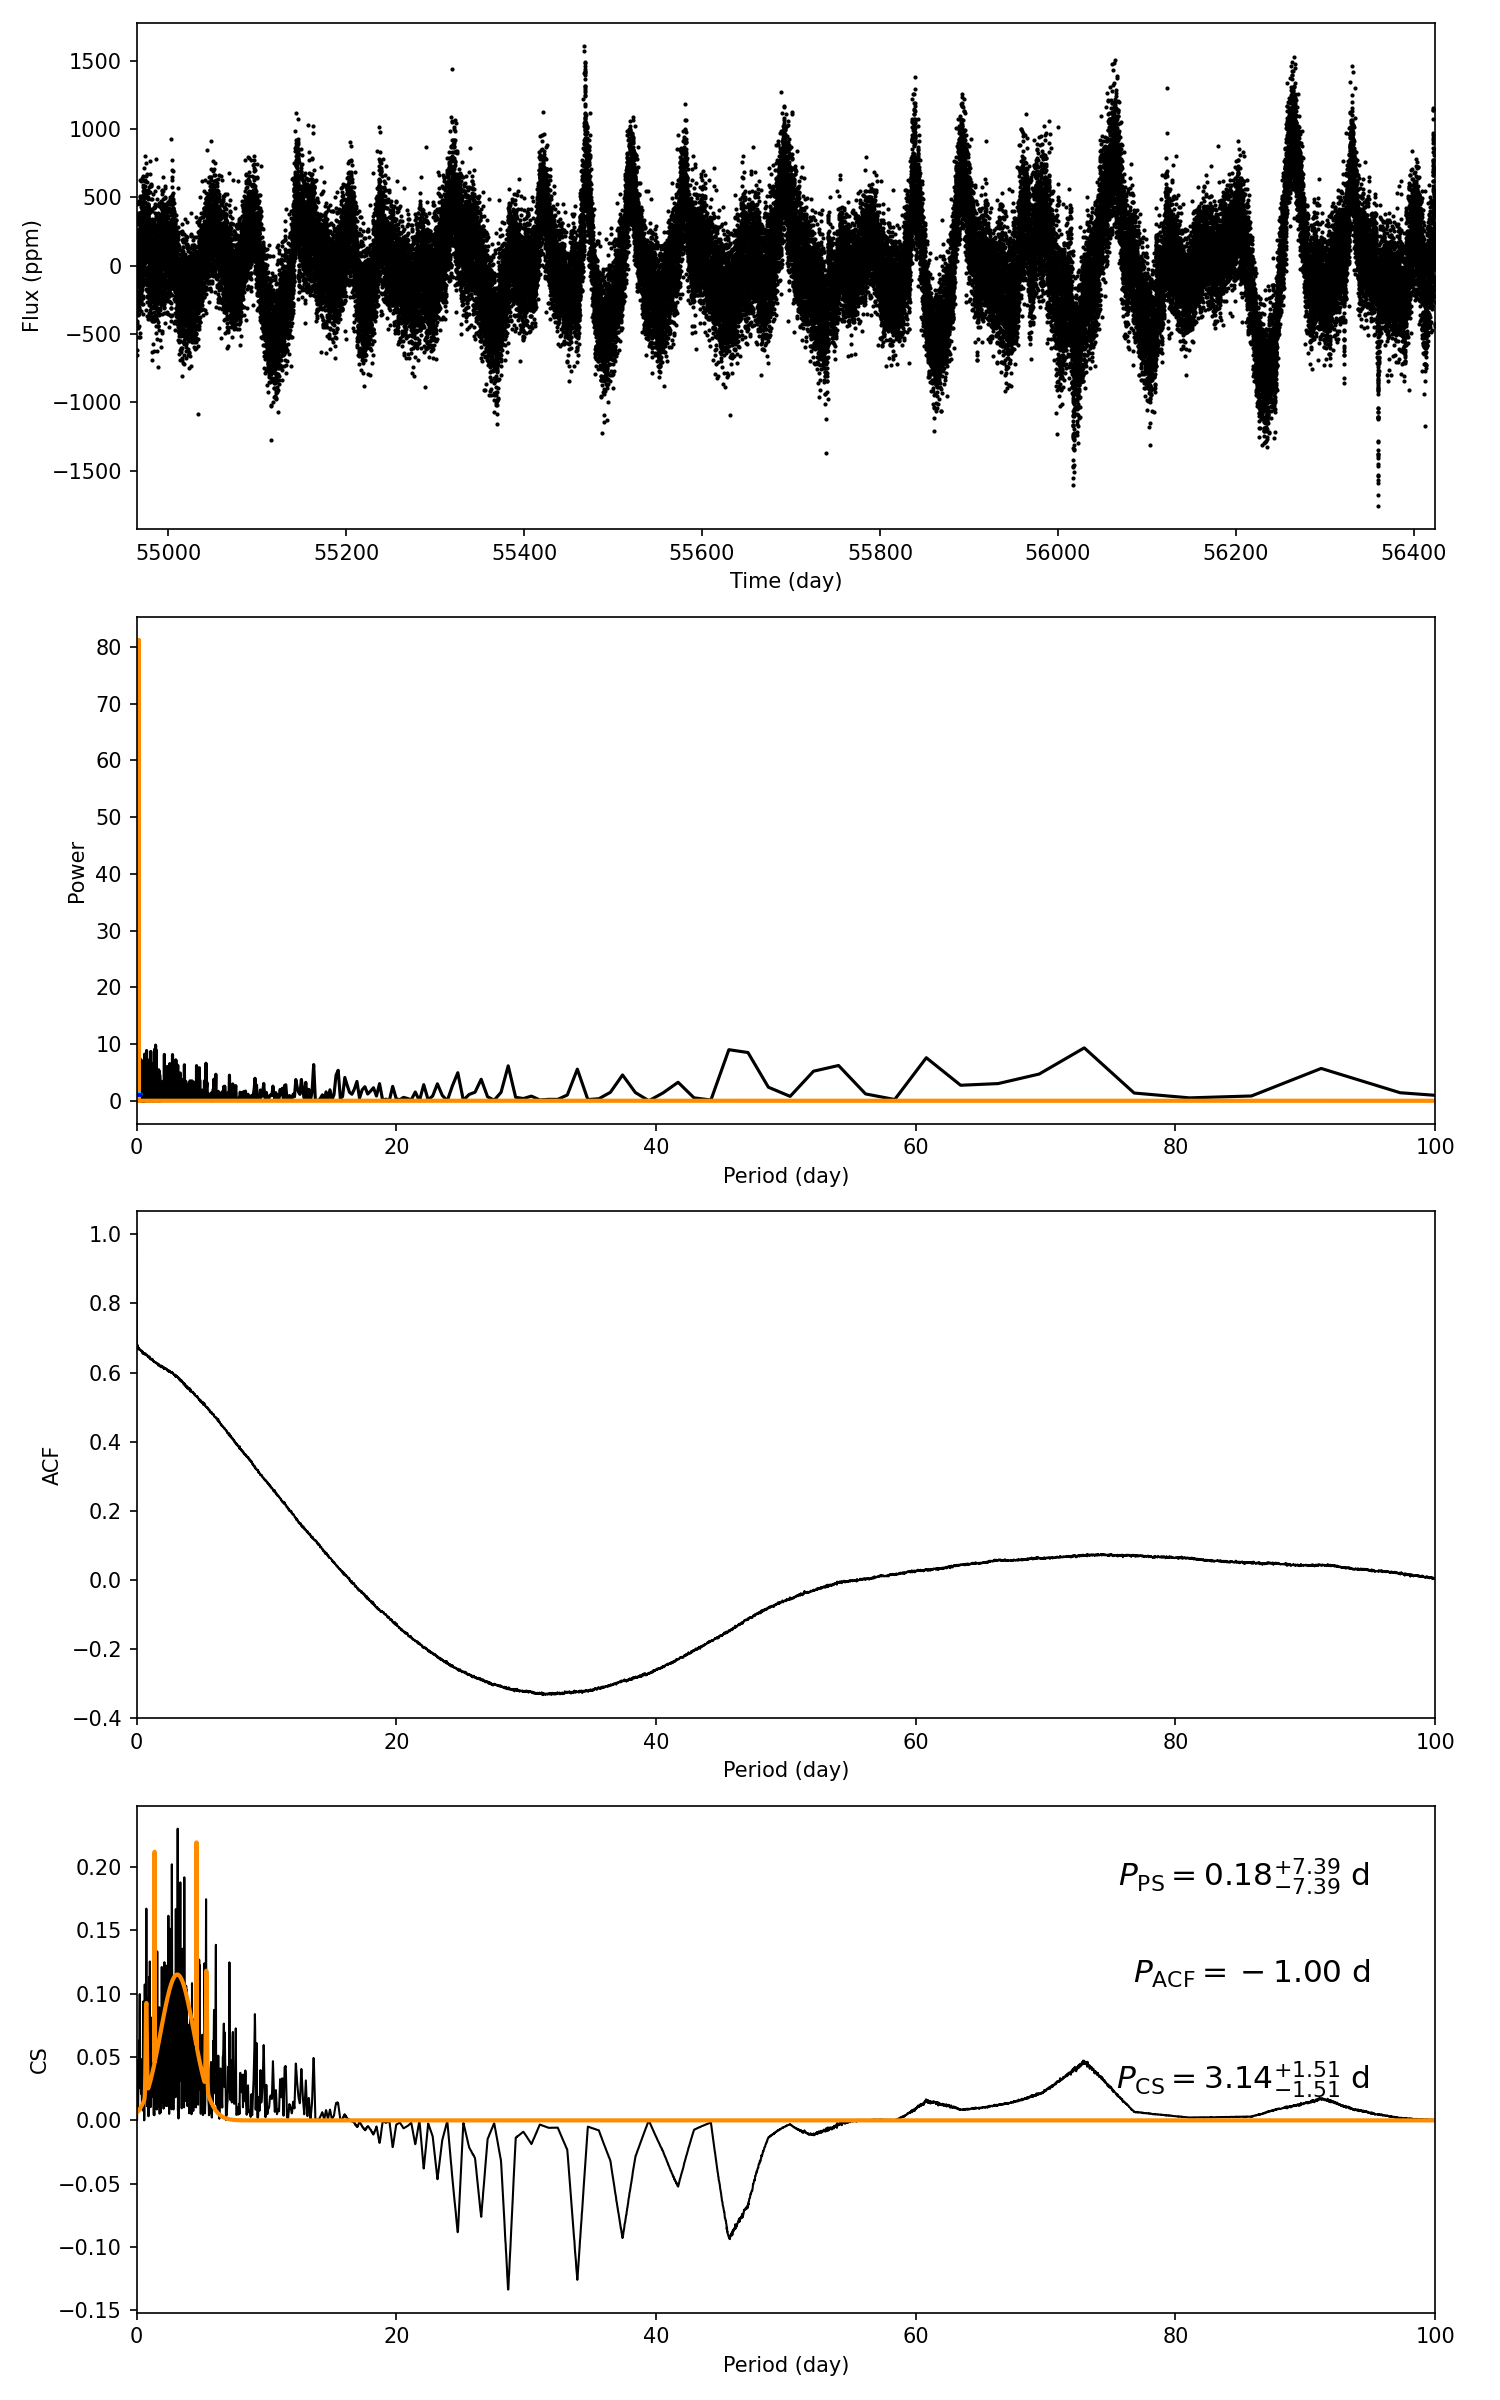 1500
1000
500
0
−500
−1000
−1500
Flux (ppm)
55000 55200 55400 55600 55800 56000 56200 56400
Time (day)
80
70
60
50
40
30
20
10
0
Power
0 20 40 60 80 100
Period (day)
1.0
0.8
0.6
0.4
0.2
0.0
−0.2
−0.4
ACF
0 20 40 60 80 100
Period (day)
0.20
0.15
0.10
0.05
0.00
−0.05
−0.10
−0.15
CS
P_PS = 0.18^{+7.39}_{−7.39} d
P_ACF = −1.00 d
P_CS = 3.14^{+1.51}_{−1.51} d
0 20 40 60 80 100
Period (day)